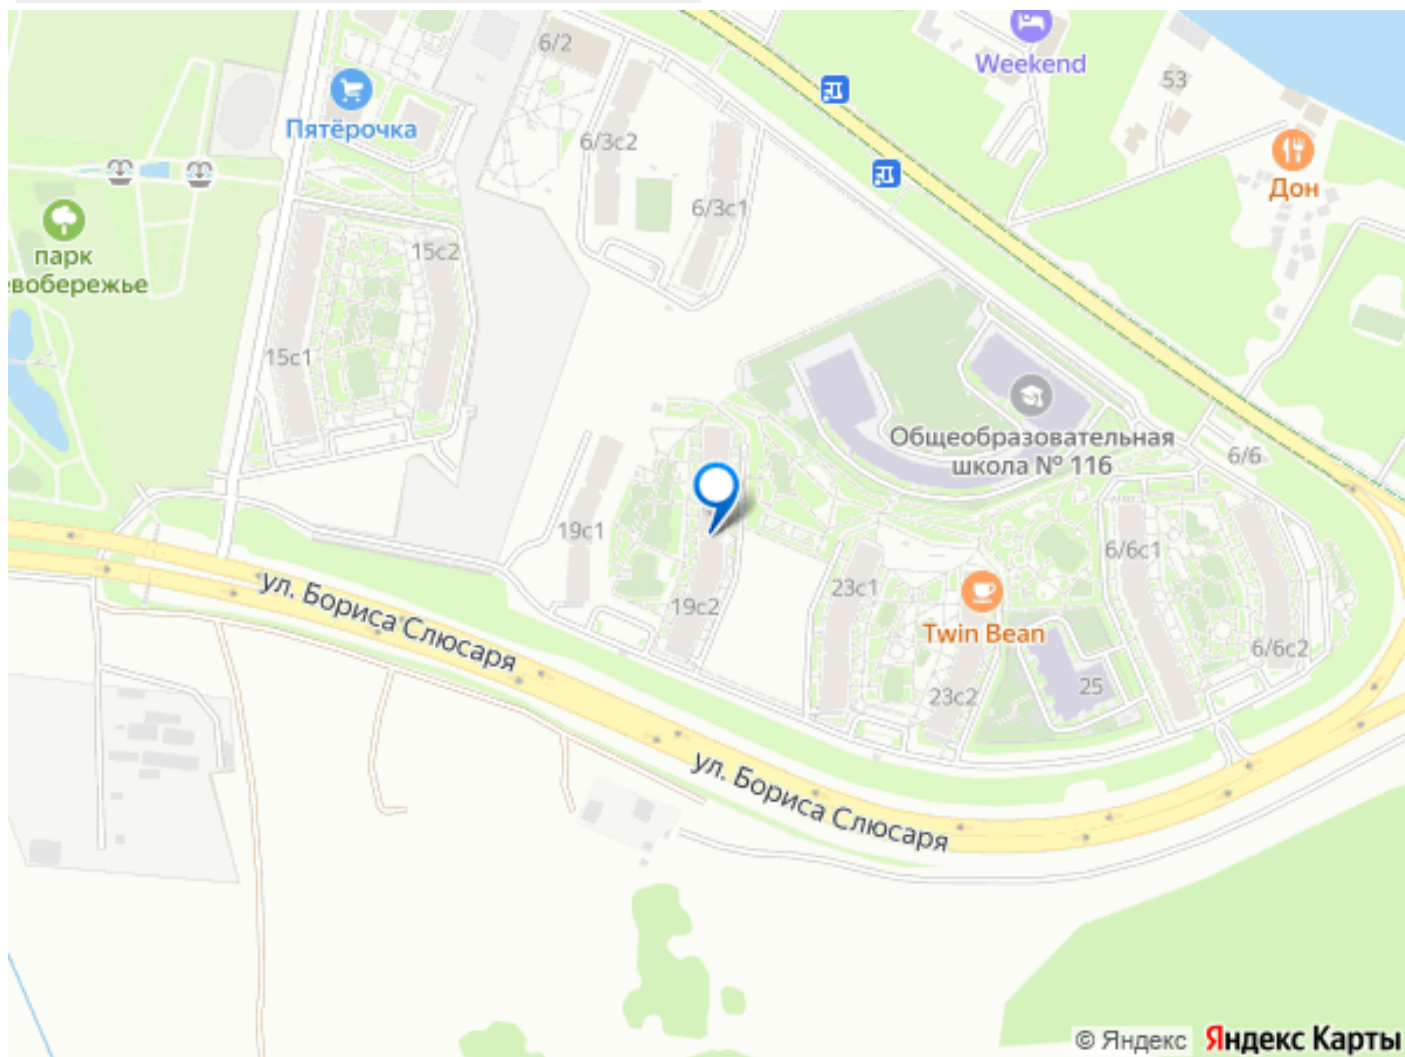 6/2
Weekend
53
Пятёрочка
6/3с2
Дон
6/3с1
парк
евобережье
15с2
15с1
Общеобразовательная
школа № 116
6/6
19с1
6/6с1
23с1
19с2
Twin Bean
6/6с2
25
23с2
ул. Бориса Слюсаря
ул. Бориса Слюсаря
© Яндекс Яндекс Карты